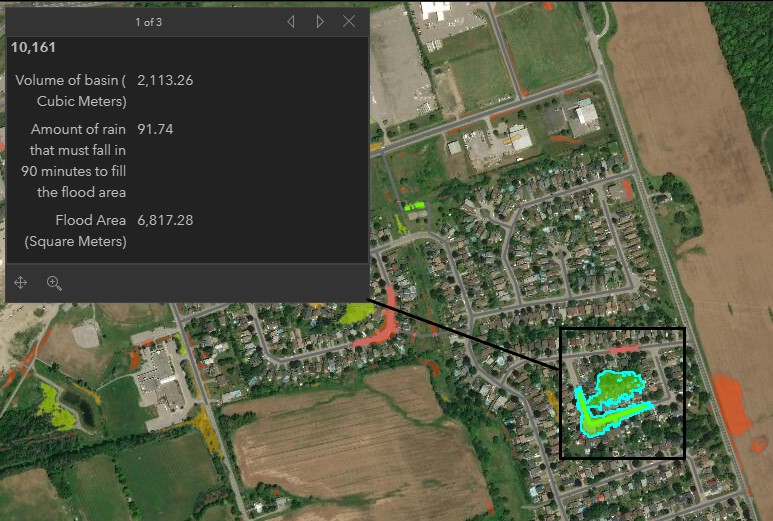 1 of 3
10,161
Volume of basin ( 2,113.26
Cubic Meters)
Amount of rain 91.74
that must fall in
90 minutes to fill
the flood area
Flood Area 6,817.28
(Square Meters)